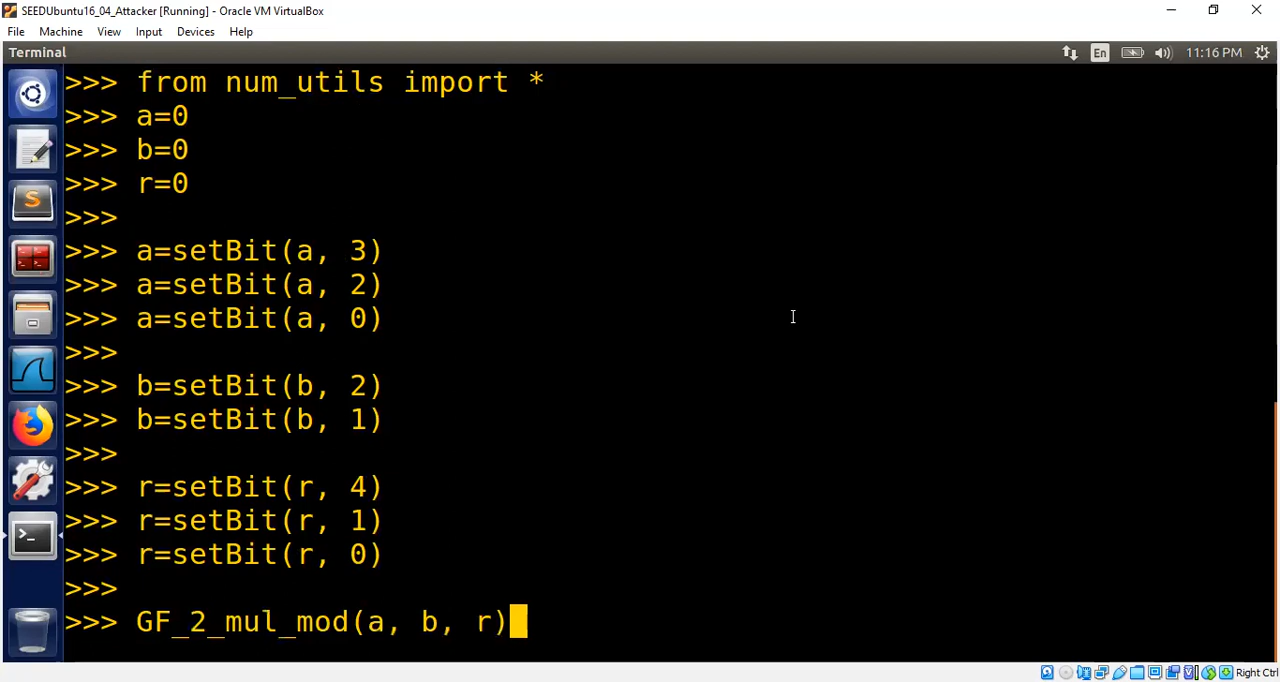 SEEDUbuntu16_04_Attacker [Running] - Oracle VM VirtualBox
File Machine View Input Devices Help
Terminal En 11:16 PM
>>> from num_utils import *
>>> a=0
>>> b=0
>>> r=0
>>>
>>> a=setBit(a, 3)
>>> a=setBit(a, 2)
>>> a=setBit(a, 0)
>>>
>>> b=setBit(b, 2)
>>> b=setBit(b, 1)
>>>
>>> r=setBit(r, 4)
>>> r=setBit(r, 1)
>>> r=setBit(r, 0)
>>>
>>> GF_2_mul_mod(a, b, r)
Right Ctrl